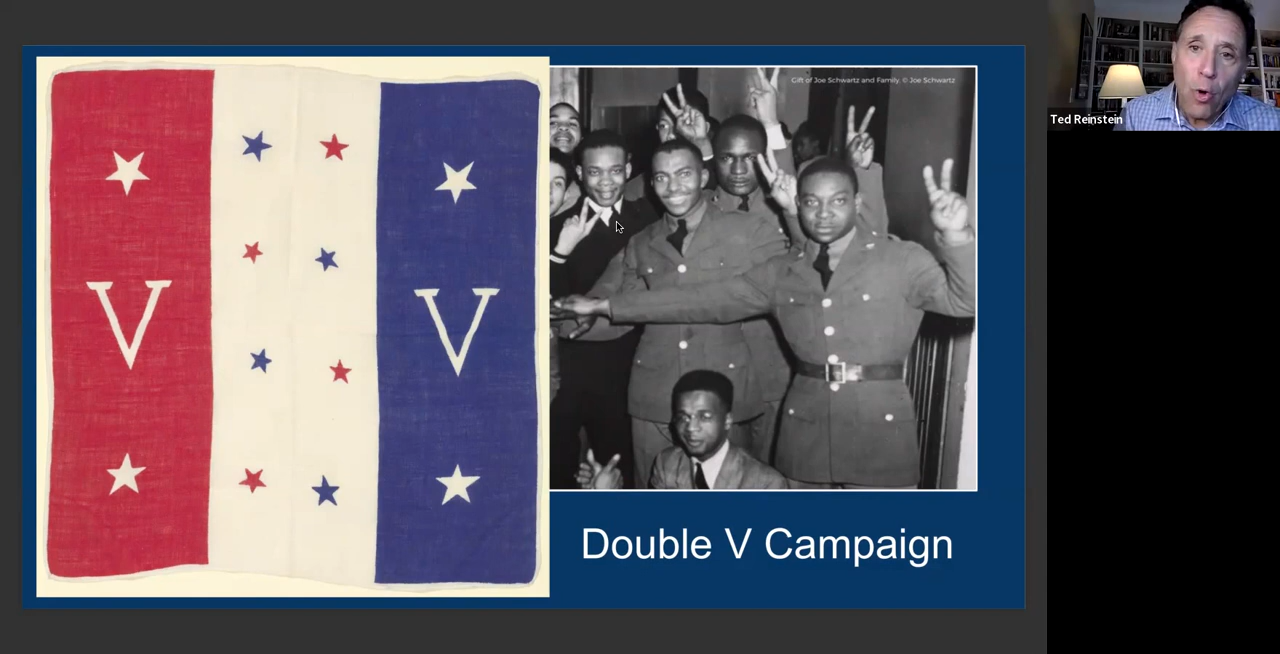 V
V
Gift of Joe Schwartz and Family. © Joe Schwartz
Double V Campaign
Ted Reinstein